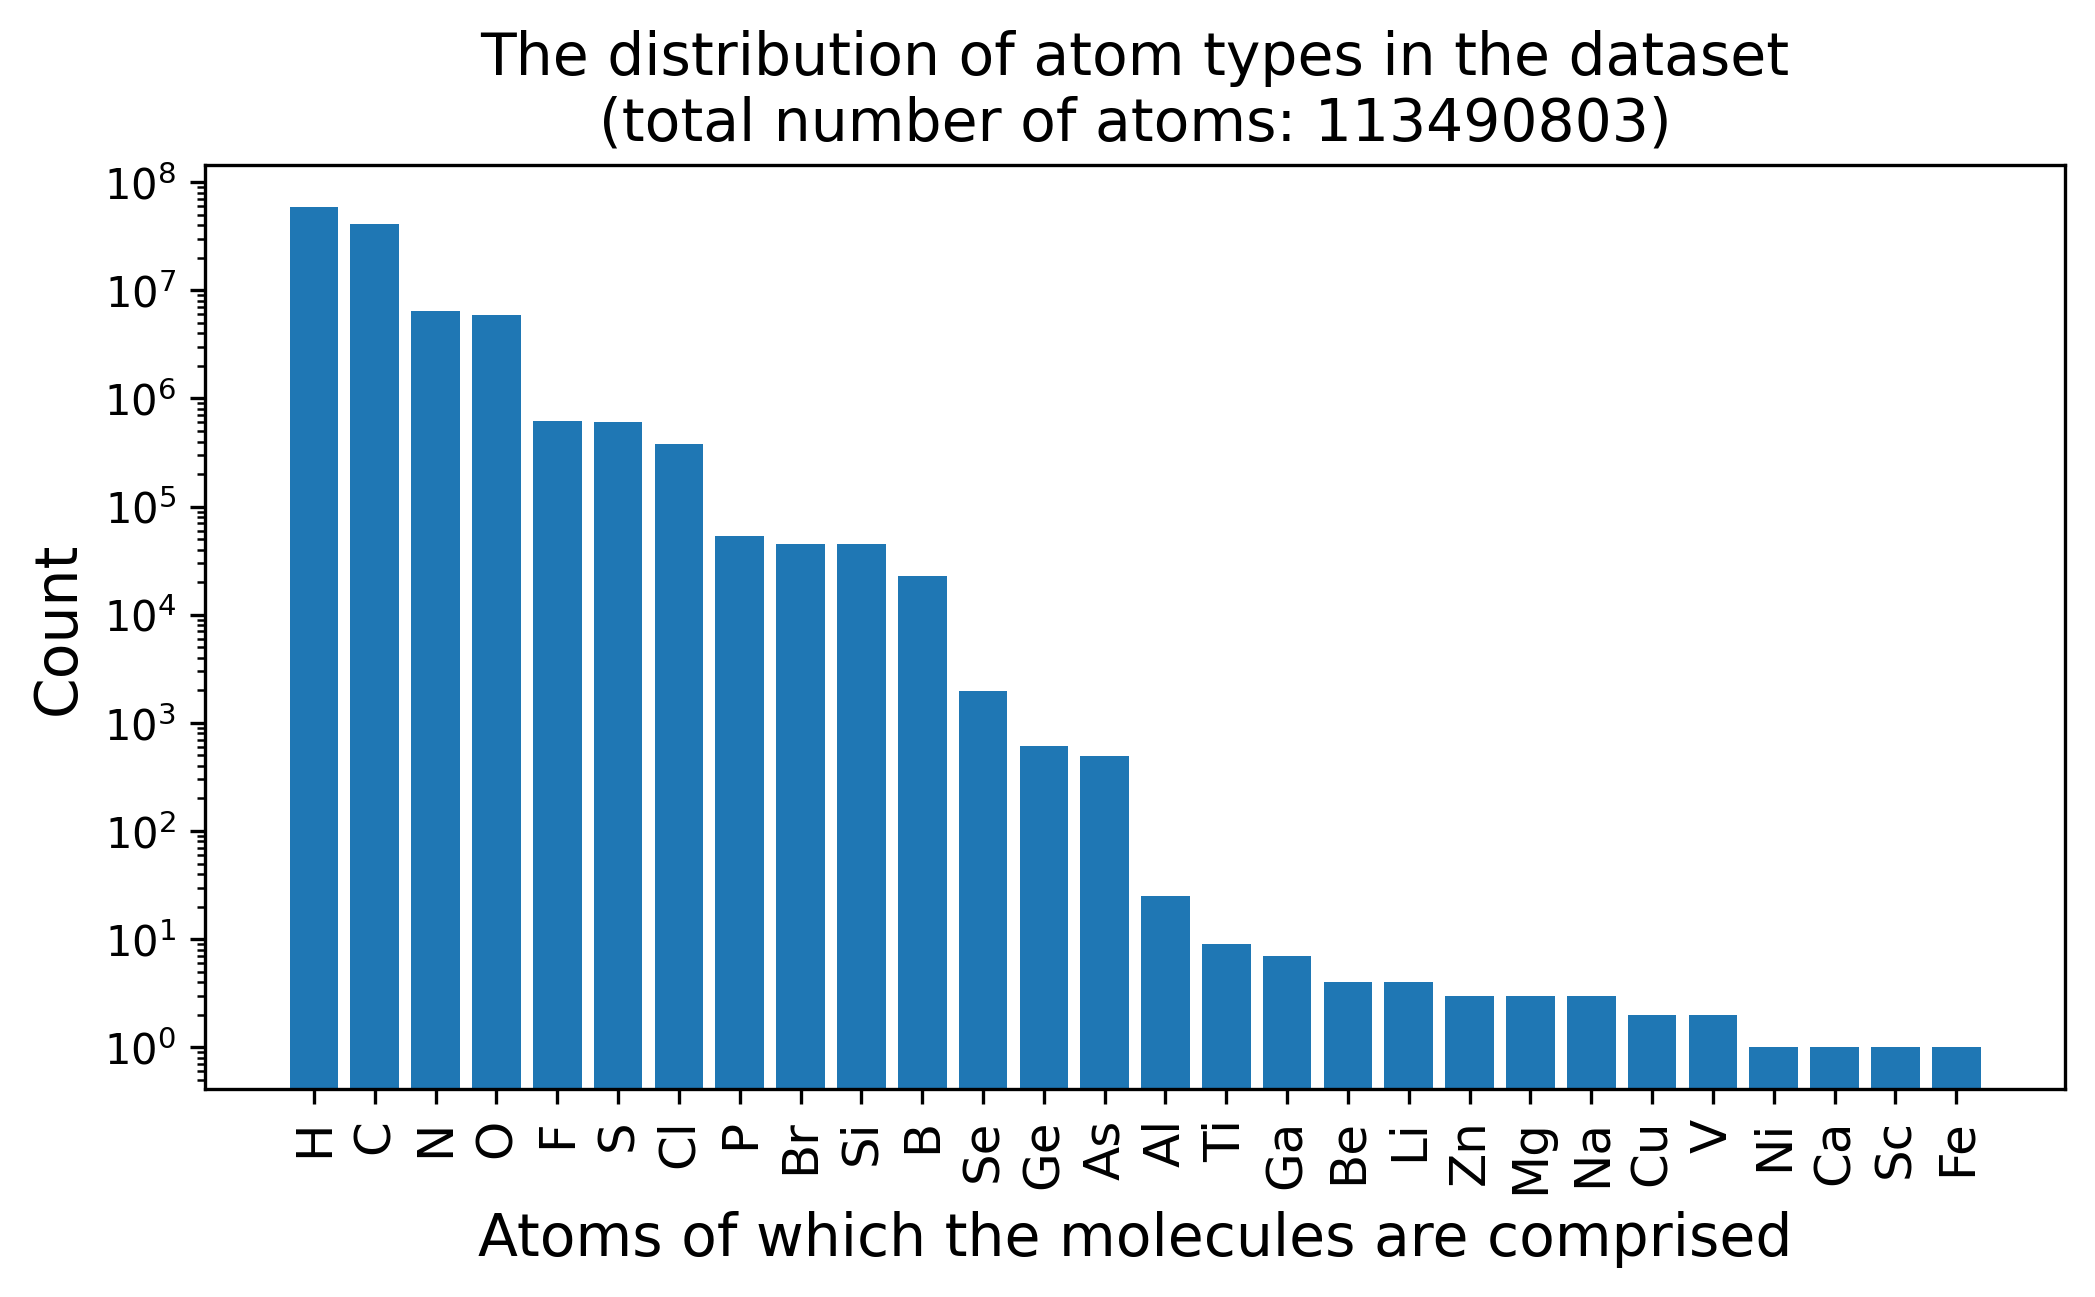 The distribution of atom types in the dataset
(total number of atoms: 113490803)
Count
10⁸
10⁷
10⁶
10⁵
10⁴
10³
10²
10¹
10⁰
H C N O F S Cl P Br Si B Se Ge As Al Ti Ga Be Li Zn Mg Na Cu V Ni Ca Sc Fe
Atoms of which the molecules are comprised